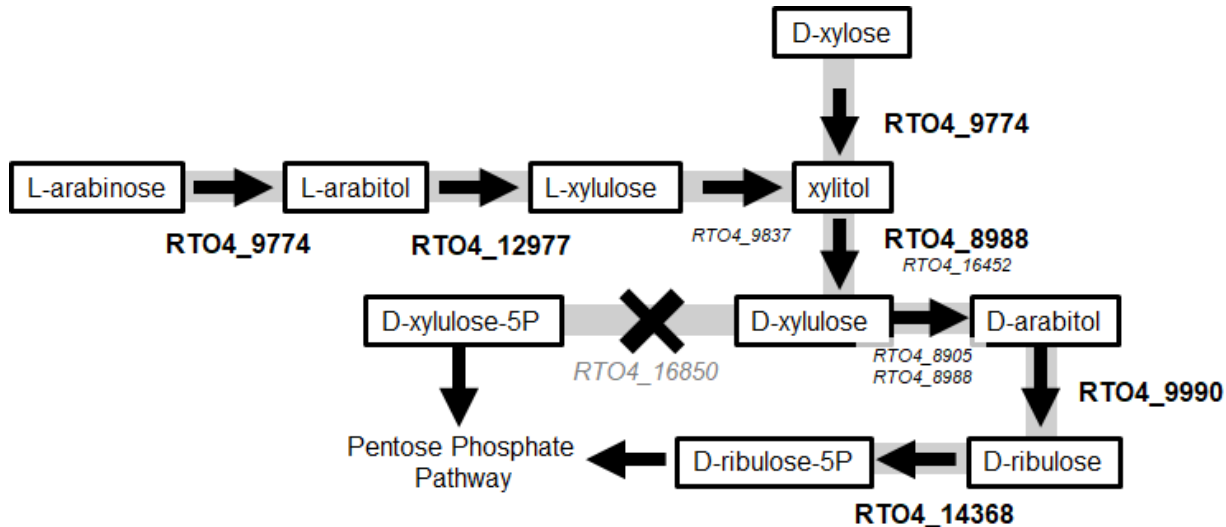 D-xylose
RTO4_9774
L-arabinose
L-arabitol
L-xylulose
xylitol
RTO4_9774
RTO4_12977
RTO4_9837
RTO4_8988
RTO4_16452
D-xylulose-5P
D-xylulose
D-arabitol
RTO4_16850
RTO4_8905
RTO4_8988
RTO4_9990
Pentose Phosphate
Pathway
D-ribulose-5P
D-ribulose
RTO4_14368